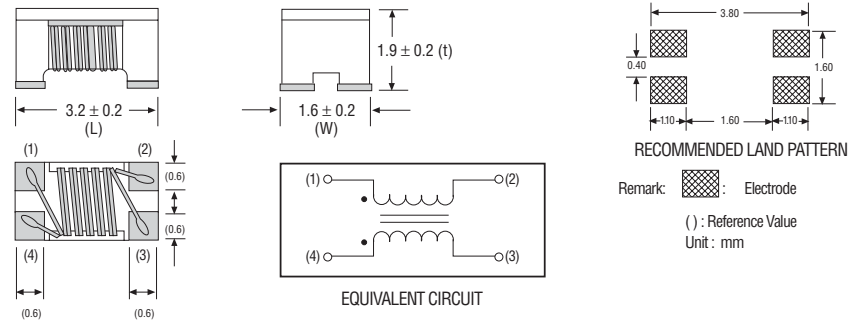 1.9 ± 0.2 (t)
3.2 ± 0.2
(L)
1.6 ± 0.2
(W)
3.80
0.40
1.60
1.10
1.60
1.10
RECOMMENDED LAND PATTERN
Remark: : Electrode
( ) : Reference Value
Unit : mm
(1)
(2)
(0.6)
(0.6)
(4)
(3)
(0.6)
(0.6)
(1)
(2)
(4)
(3)
EQUIVALENT CIRCUIT